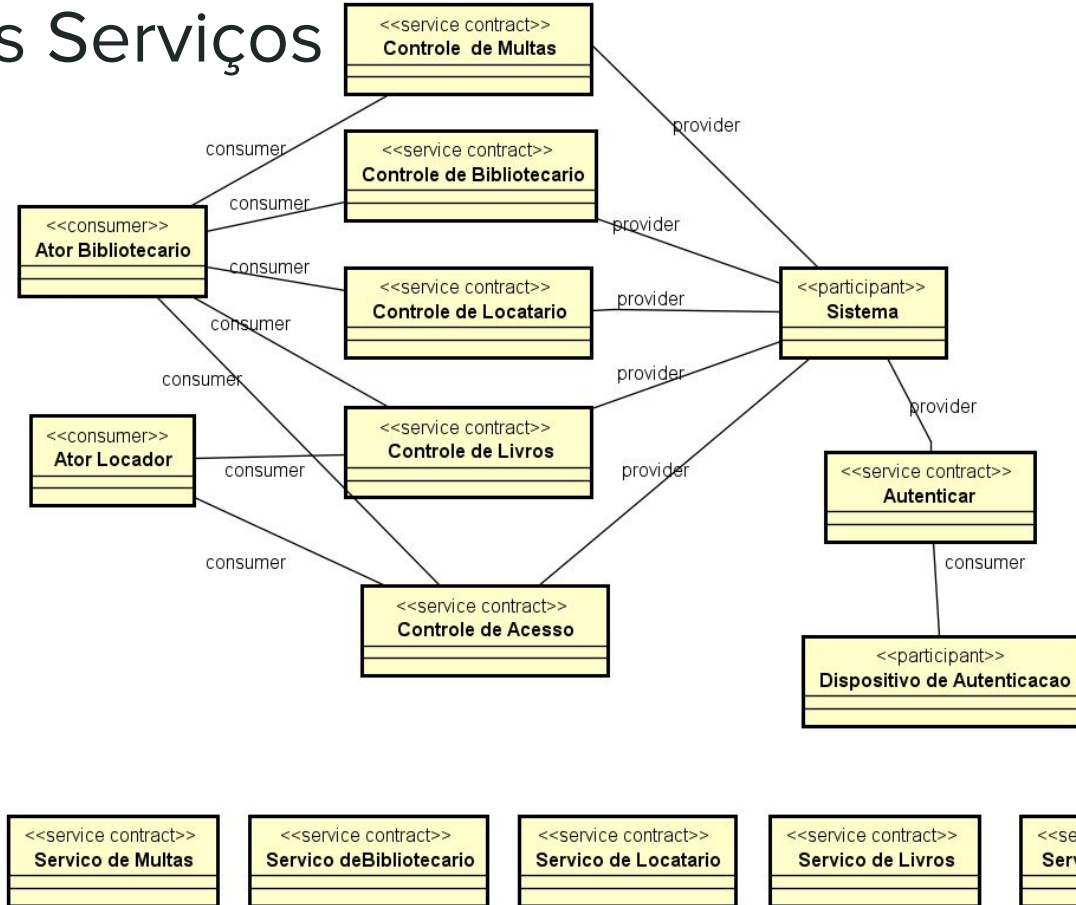 s Serviços
<<service contract>>
Controle de Multas
provider
consumer
<<service contract>>
Controle de Bibliotecario
consumer
provider
<<consumer>>
Ator Bibliotecario
consumer
<<service contract>>
Controle de Locatario
provider
<<participant>>
Sistema
consumer
consumer
provider
provider
<<consumer>>
Ator Locador
<<service contract>>
Controle de Livros
consumer
provider
<<service contract>>
Autenticar
consumer
consumer
<<service contract>>
Controle de Acesso
<<participant>>
Dispositivo de Autenticacao
<<service contract>>
Servico de Multas
<<service contract>>
Servico deBibliotecario
<<service contract>>
Servico de Locatario
<<service contract>>
Servico de Livros
<<se
Serv